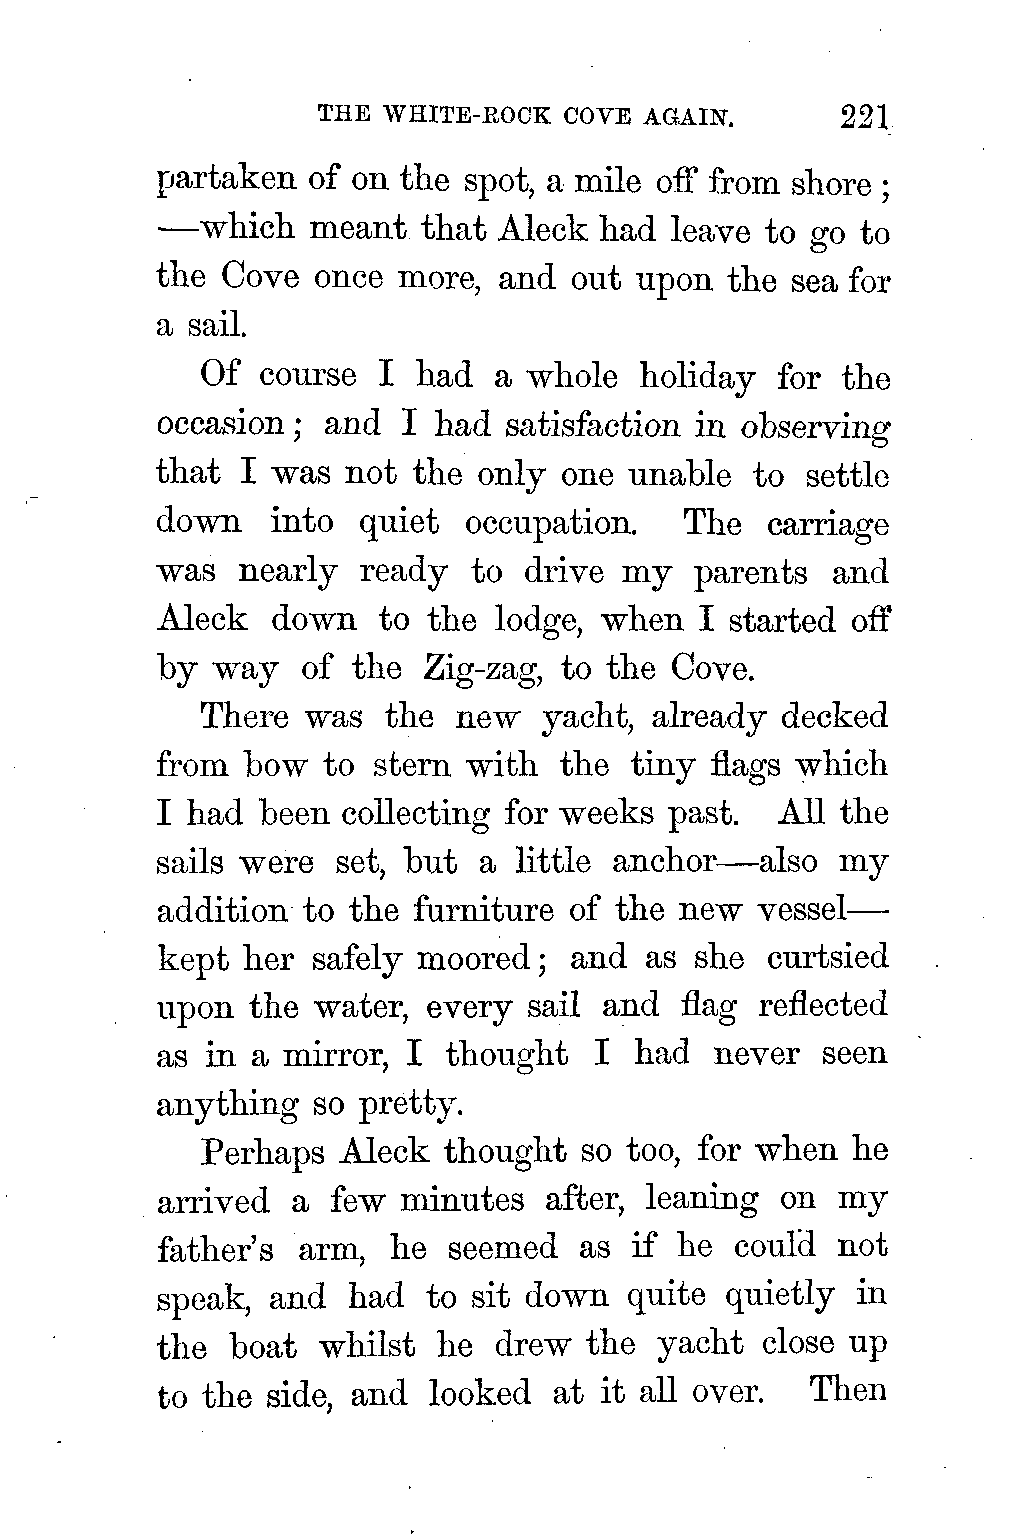 THE WHITE-ROCK COVE AGAIN. 221
partaken of on the spot, a mile off from shore ;
—which meant that Aleck had leave to go to
the Cove once more, and out upon the sea for
a sail.
Of course I had a whole holiday for the
occasion ; and I had satisfaction in observing
that I was not the only one unable to settle
down into quiet occupation. The carriage
was nearly ready to drive my parents and
Aleck down to the lodge, when I started off
by way of the Zig-zag, to the Cove.
There was the new yacht, already decked
from bow to stern with the tiny flags which
I had been collecting for weeks past. All the
sails were set, but a little anchor—also my
addition to the furniture of the new vessel—
kept her safely moored ; and as she curtsied
upon the water, every sail and flag reflected
as in a mirror, I thought I had never seen
anything so pretty.
Perhaps Aleck thought so too, for when he
arrived a few minutes after, leaning on my
father's arm, he seemed as if he could not
speak, and had to sit down quite quietly in
the boat whilst he drew the yacht close up
to the side, and looked at it all over. Then